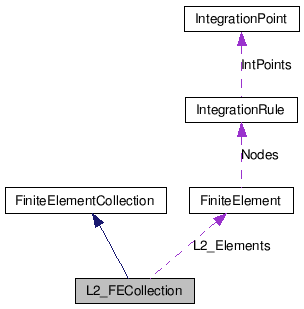 IntegrationPoint
IntPoints
IntegrationRule
Nodes
FiniteElementCollection
FiniteElement
L2_Elements
L2_FECollection